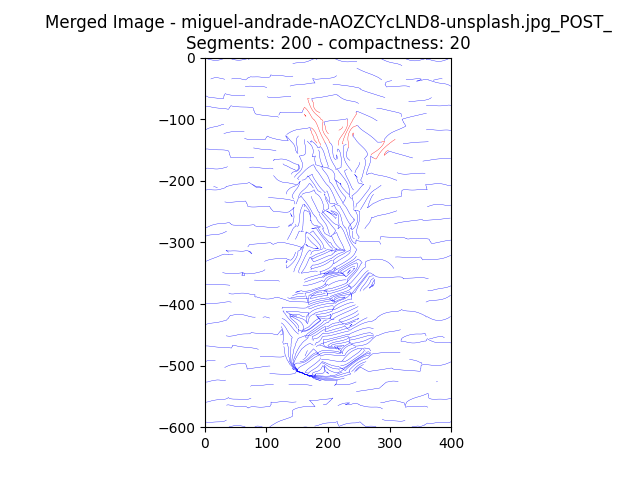 Merged Image - miguel-andrade-nAOZCYcLND8-unsplash.jpg_POST_
Segments: 200 - compactness: 20
0
−100
−200
−300
−400
−500
−600
0 100 200 300 400